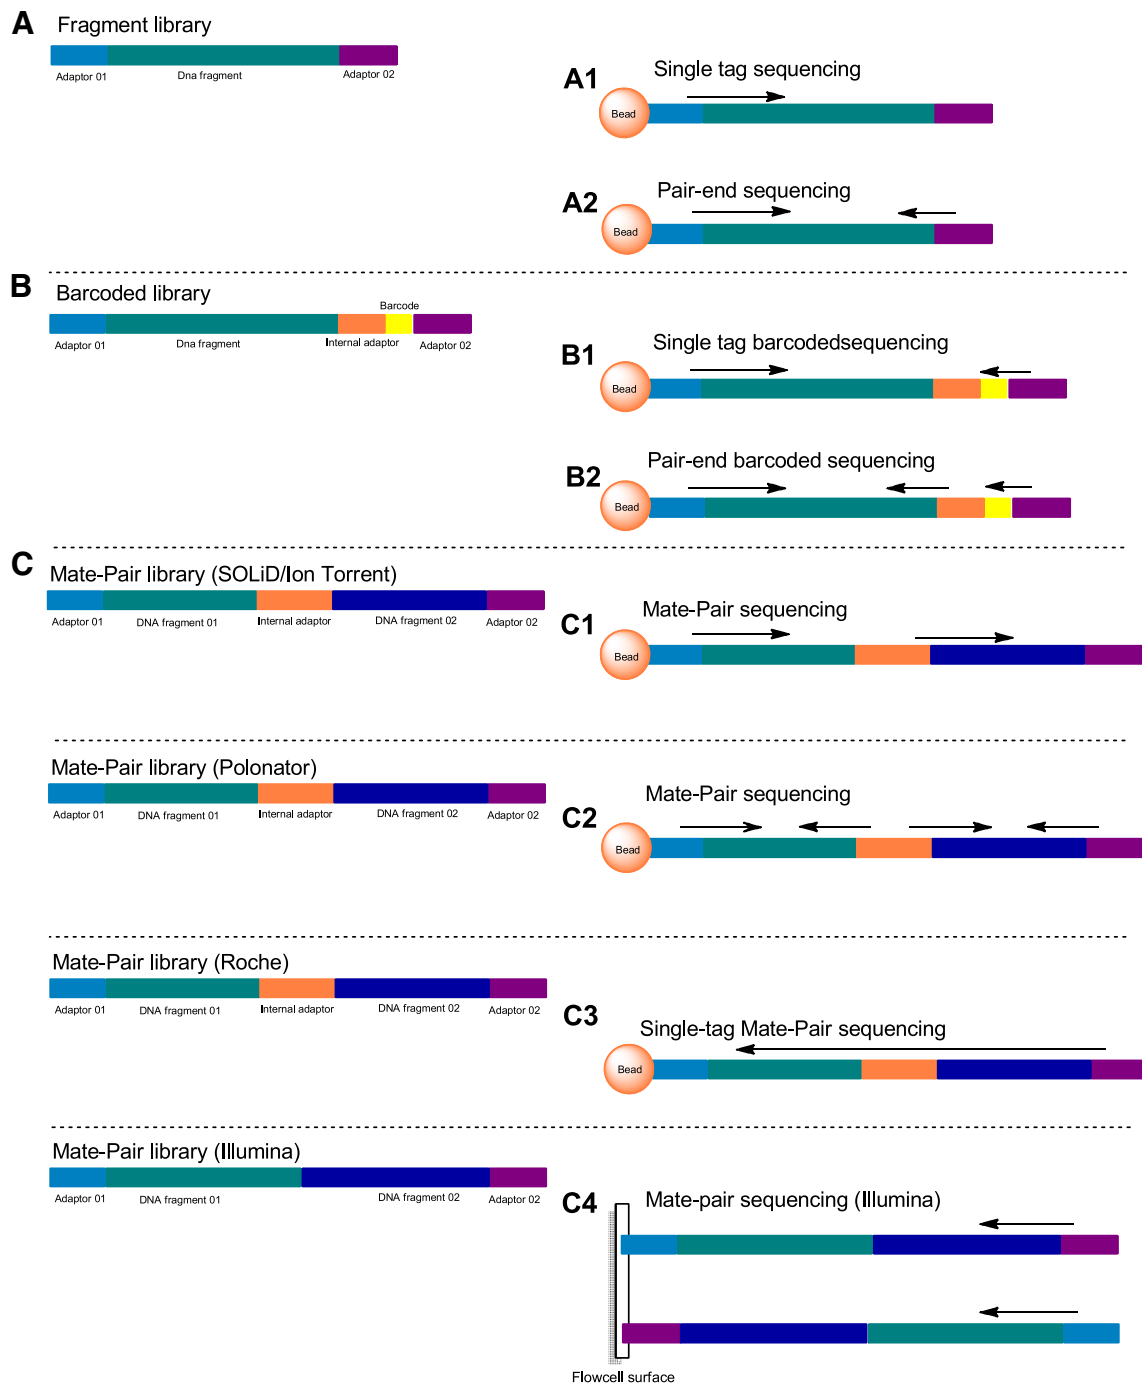 A
Fragment library
Adaptor 01
Dna fragment
Adaptor 02
A1
Single tag sequencing
Bead
A2
Pair-end sequencing
Bead
B
Barcoded library
Barcode
Adaptor 01
Dna fragment
Internal adaptor
Adaptor 02
B1
Single tag barcodedsequencing
Bead
B2
Pair-end barcoded sequencing
Bead
C
Mate-Pair library (SOLiD/Ion Torrent)
Adaptor 01
DNA fragment 01
Internal adaptor
DNA fragment 02
Adaptor 02
C1
Mate-Pair sequencing
Bead
Mate-Pair library (Polonator)
Adaptor 01
DNA fragment 01
Internal adaptor
DNA fragment 02
Adaptor 02
C2
Mate-Pair sequencing
Bead
Mate-Pair library (Roche)
Adaptor 01
DNA fragment 01
Internal adaptor
DNA fragment 02
Adaptor 02
C3
Single-tag Mate-Pair sequencing
Bead
Mate-Pair library (Illumina)
Adaptor 01
DNA fragment 01
DNA fragment 02
Adaptor 02
C4
Mate-pair sequencing (Illumina)
Flowcell surface